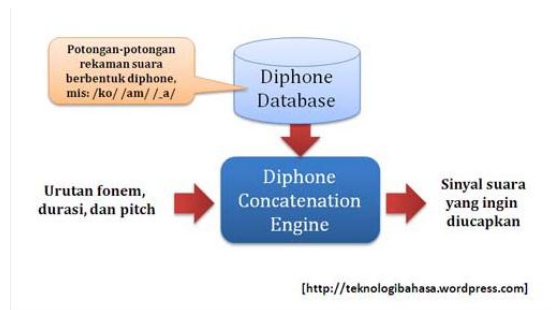 Potongan-potongan
rekaman suara
berbentuk diphone,
mis: /ko/ /am/ /_a/
Diphone
Database
Urutan fonem,
durasi, dan pitch
Diphone
Concatenation
Engine
Sinyal suara
yang ingin
diucapkan
[http://teknologibahasa.wordpress.com]